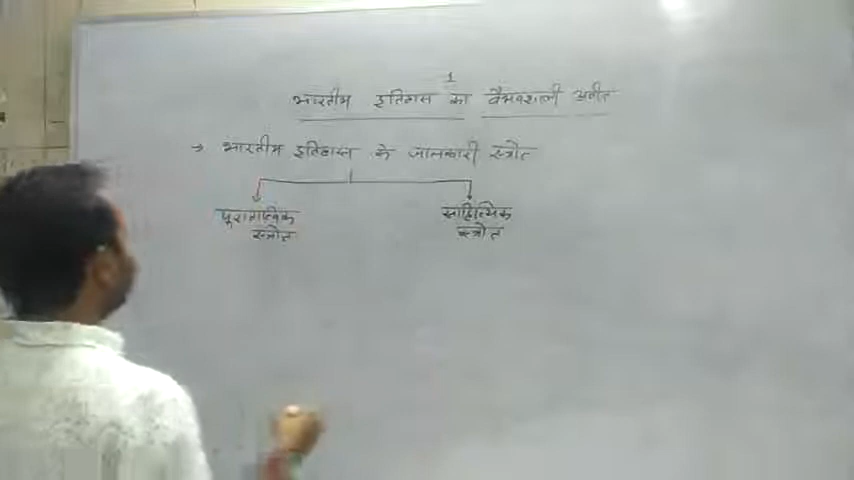 1
भारतीय इतिहास का वैभवशाली अतीत
→ भारतीय इतिहास के जानकारी स्त्रोत
पुरातात्विक साहित्यिक
स्त्रोत स्त्रोत